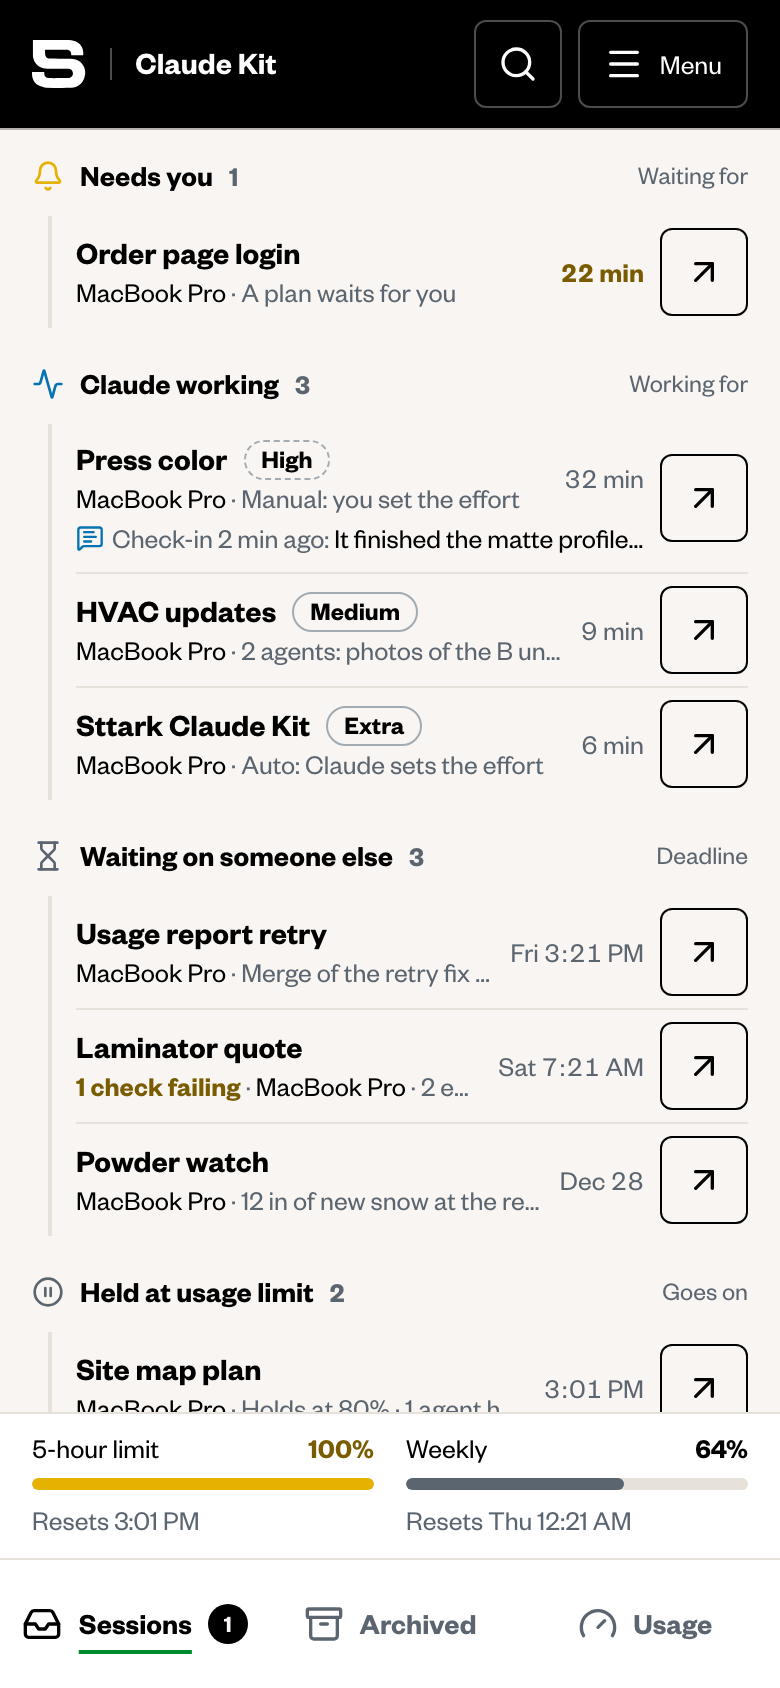 S
Claude Kit
Menu
Needs you 1
Waiting for
Order page login
MacBook Pro · A plan waits for you
22 min
Claude working 3
Working for
Press color
High
MacBook Pro · Manual: you set the effort
32 min
Check-in 2 min ago: It finished the matte profile...
HVAC updates
Medium
MacBook Pro · 2 agents: photos of the B un...
9 min
Sttark Claude Kit
Extra
MacBook Pro · Auto: Claude sets the effort
6 min
Waiting on someone else 3
Deadline
Usage report retry
MacBook Pro · Merge of the retry fix ...
Fri 3:21 PM
Laminator quote
1 check failing · MacBook Pro · 2 e...
Sat 7:21 AM
Powder watch
MacBook Pro · 12 in of new snow at the re...
Dec 28
Held at usage limit 2
Goes on
Site map plan
MacBook Pro · Holds at 80% · 1 agent h
3:01 PM
5-hour limit
100%
Resets 3:01 PM
Weekly
64%
Resets Thu 12:21 AM
Sessions 1
Archived
Usage